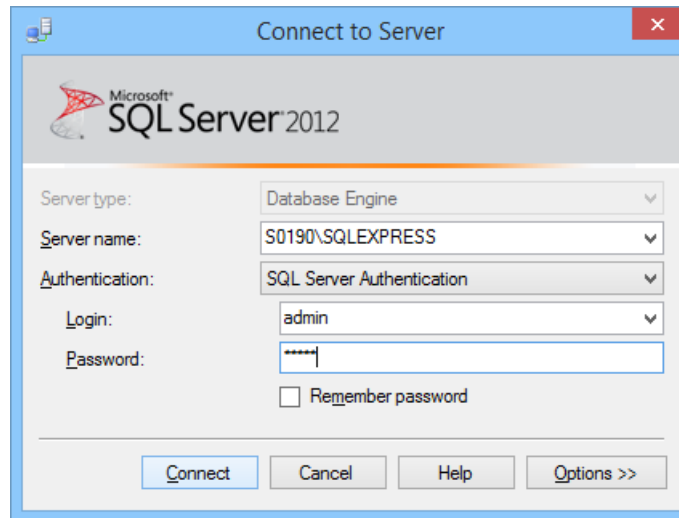 Connect to Server
Microsoft®
SQL Server® 2012
Server type: Database Engine
Server name: S0190\SQLEXPRESS
Authentication: SQL Server Authentication
Login: admin
Password: *****
Remember password
Connect Cancel Help Options >>